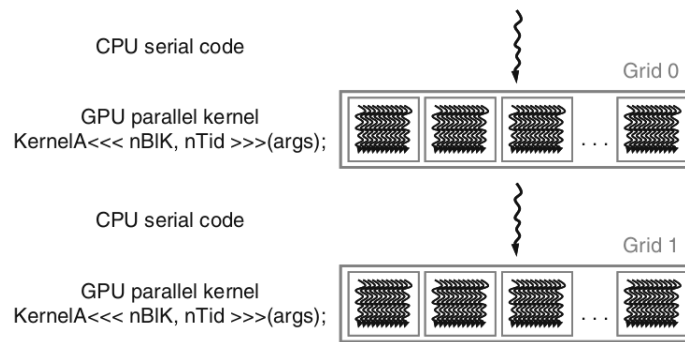 CPU serial code
Grid 0
GPU parallel kernel
KernelA<<< nBlK, nTid >>>(args);
. . .
CPU serial code
Grid 1
GPU parallel kernel
KernelA<<< nBlK, nTid >>>(args);
. . .